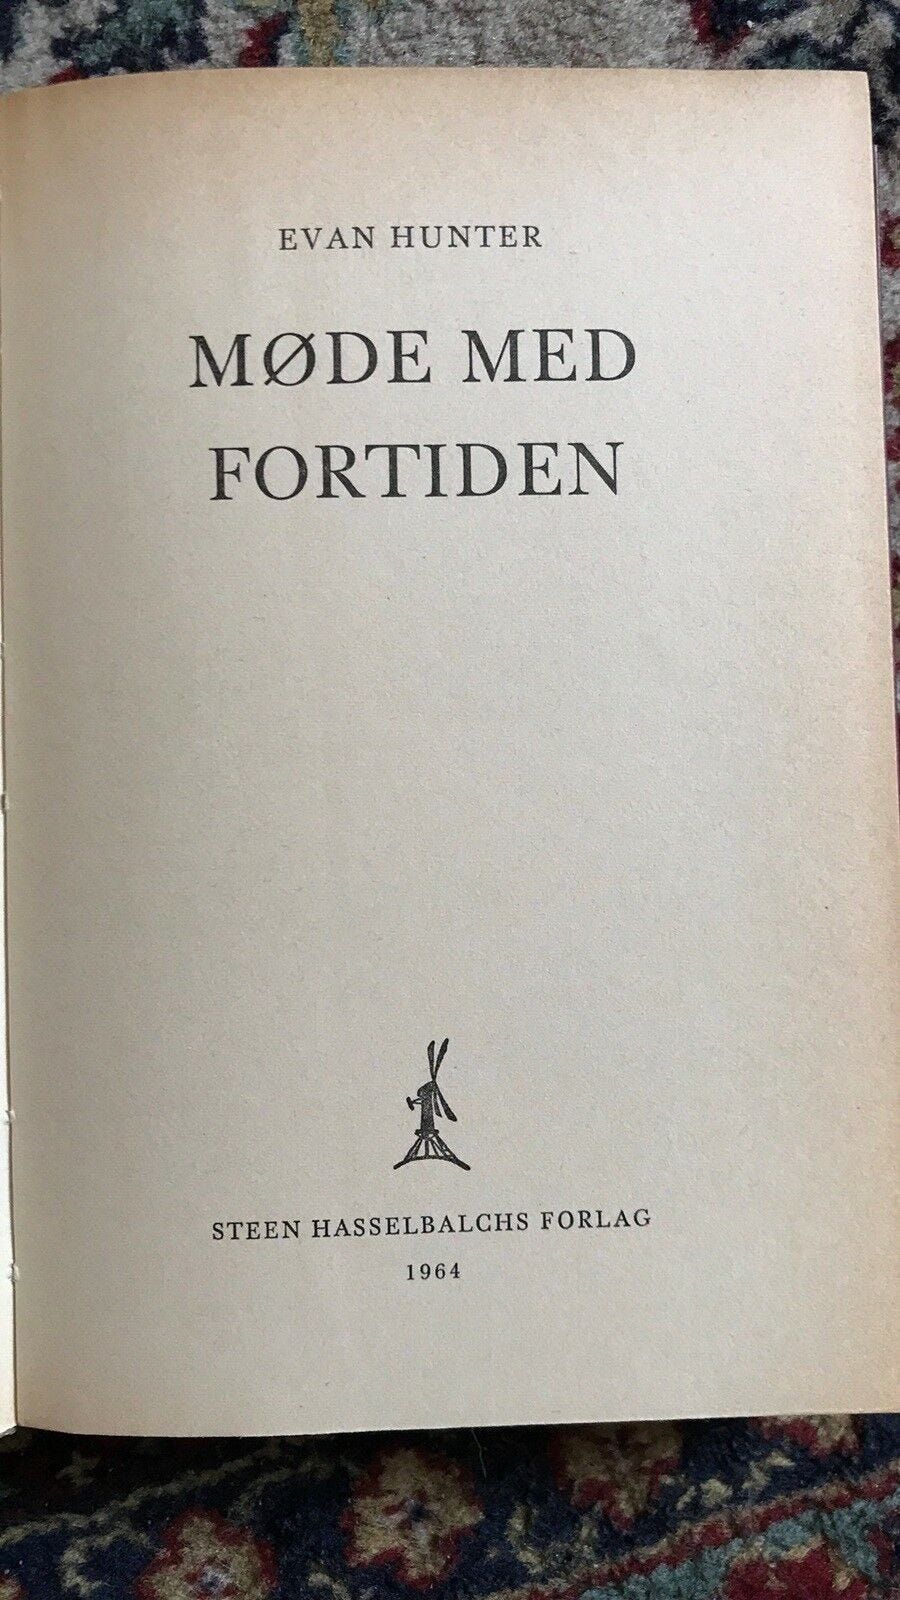 EVAN HUNTER
MØDE MED
FORTIDEN
STEEN HASSELBALCHS FORLAG
1964